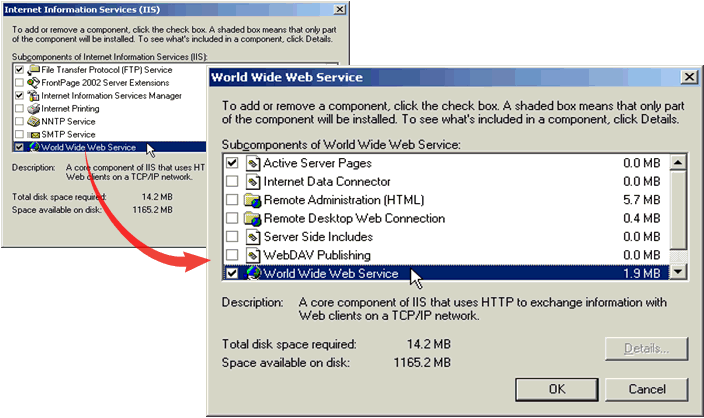 Internet Information Services (IIS)
To add or remove a component, click the check box. A shaded box means that only part
of the component will be installed. To see what's included in a component, click Details.
Subcomponents of Internet Information Services (IIS):
File Transfer Protocol (FTP) Service
FrontPage 2002 Server Extensions
Internet Information Services Manager
Internet Printing
NNTP Service
SMTP Service
World Wide Web Service
Description: A core component of IIS that uses HTTP
Web clients on a TCP/IP network.
Total disk space required: 14.2 MB
Space available on disk: 1165.2 MB
World Wide Web Service
To add or remove a component, click the check box. A shaded box means that only part
of the component will be installed. To see what's included in a component, click Details.
Subcomponents of World Wide Web Service:
Active Server Pages 0.0 MB
Internet Data Connector 0.0 MB
Remote Administration (HTML) 5.7 MB
Remote Desktop Web Connection 0.4 MB
Server Side Includes 0.0 MB
WebDAV Publishing 0.0 MB
World Wide Web Service 1.9 MB
Description: A core component of IIS that uses HTTP to exchange information with
Web clients on a TCP/IP network.
Total disk space required: 14.2 MB
Space available on disk: 1165.2 MB
Details...
OK Cancel